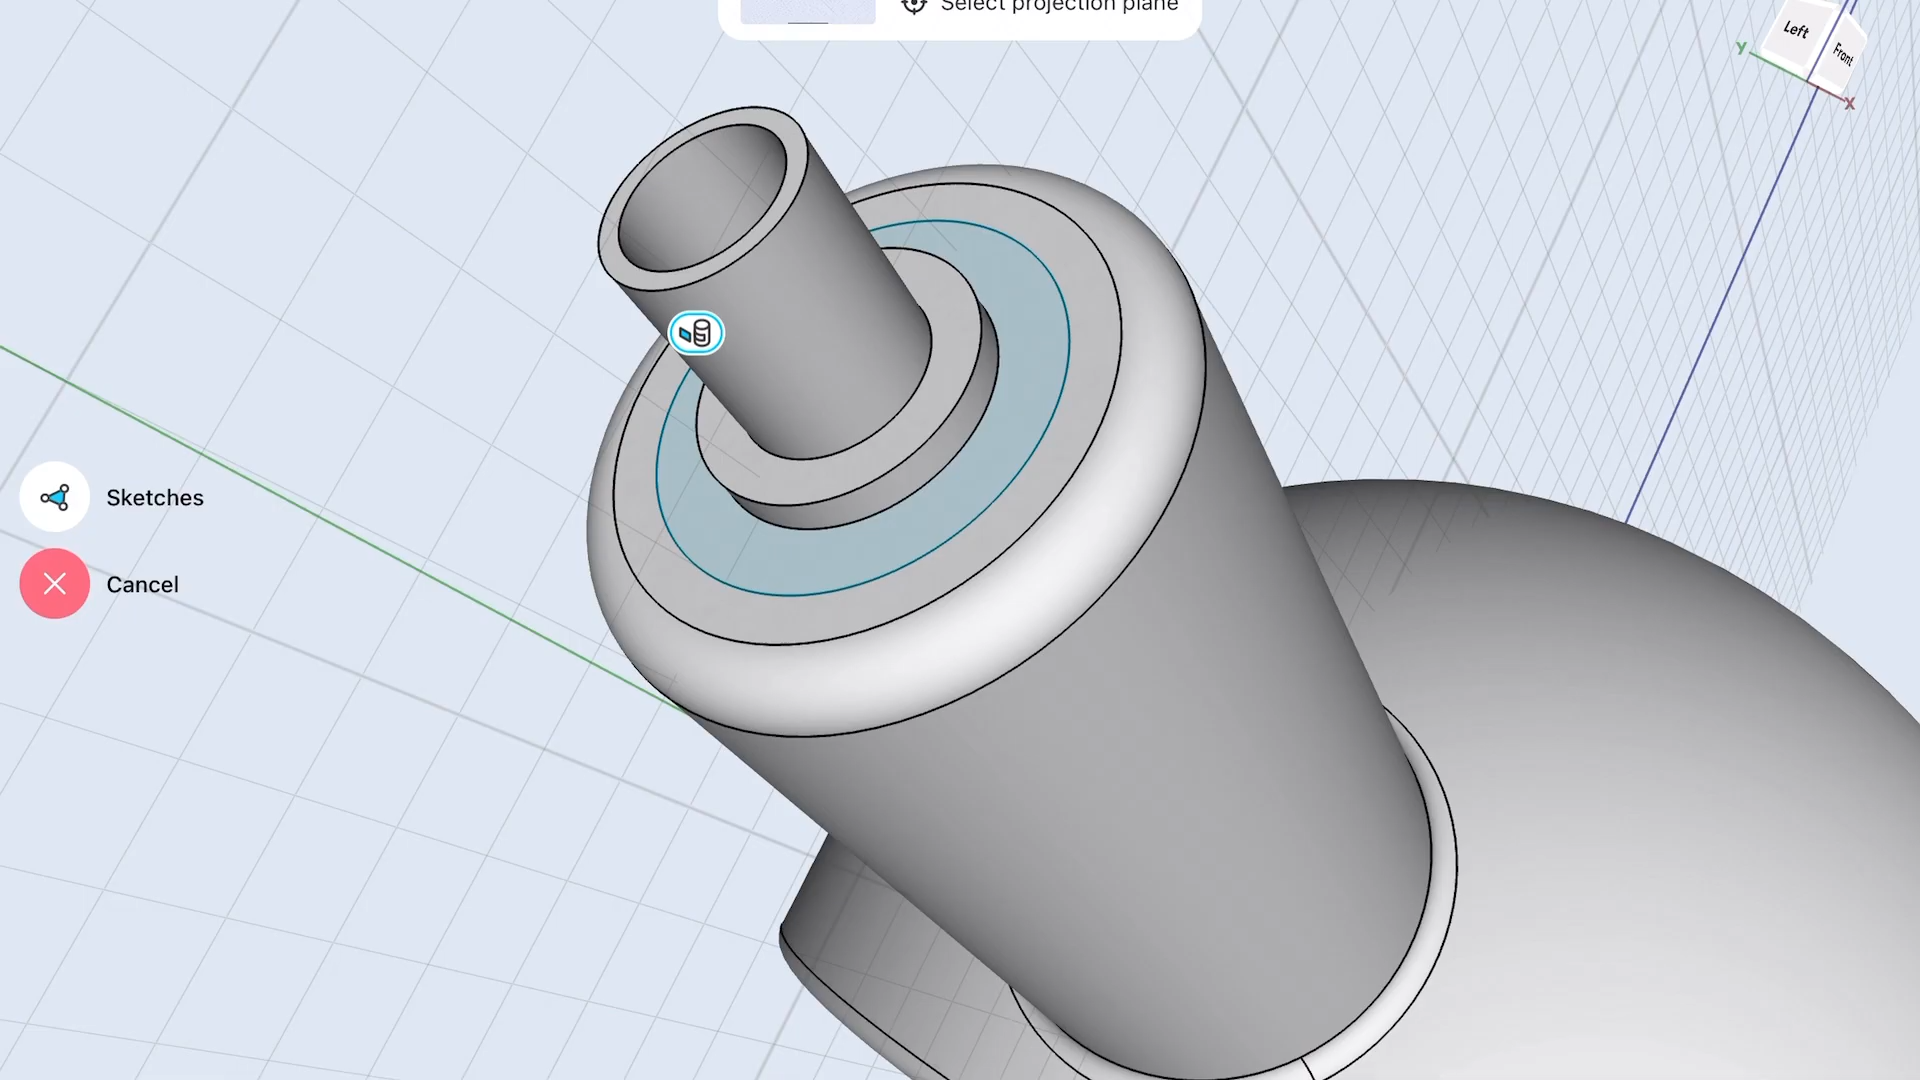 Select projection plane
Left
Front
Y
X
Sketches
Cancel